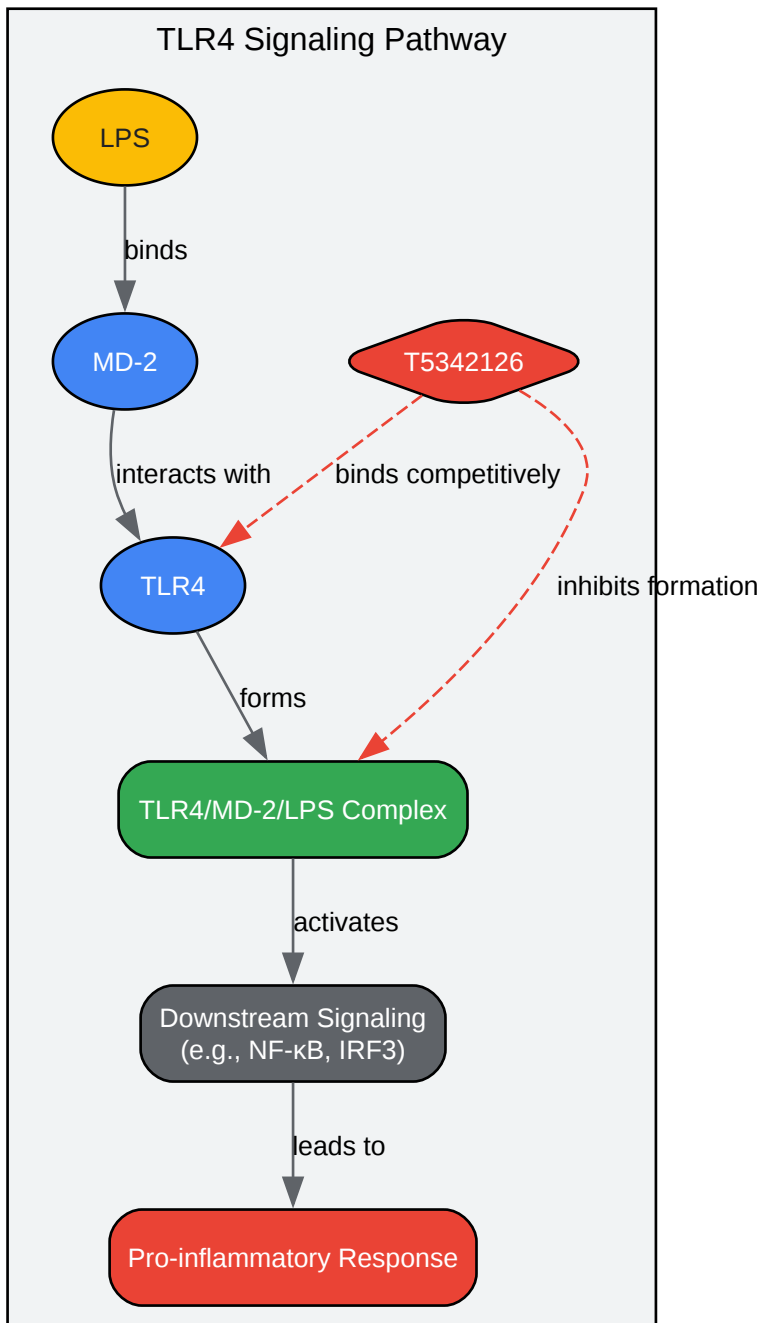 TLR4 Signaling Pathway
LPS
binds
MD-2
T5342126
interacts with
binds competitively
TLR4
inhibits formation
forms
TLR4/MD-2/LPS Complex
activates
Downstream Signaling
(e.g., NF-κB, IRF3)
leads to
Pro-inflammatory Response